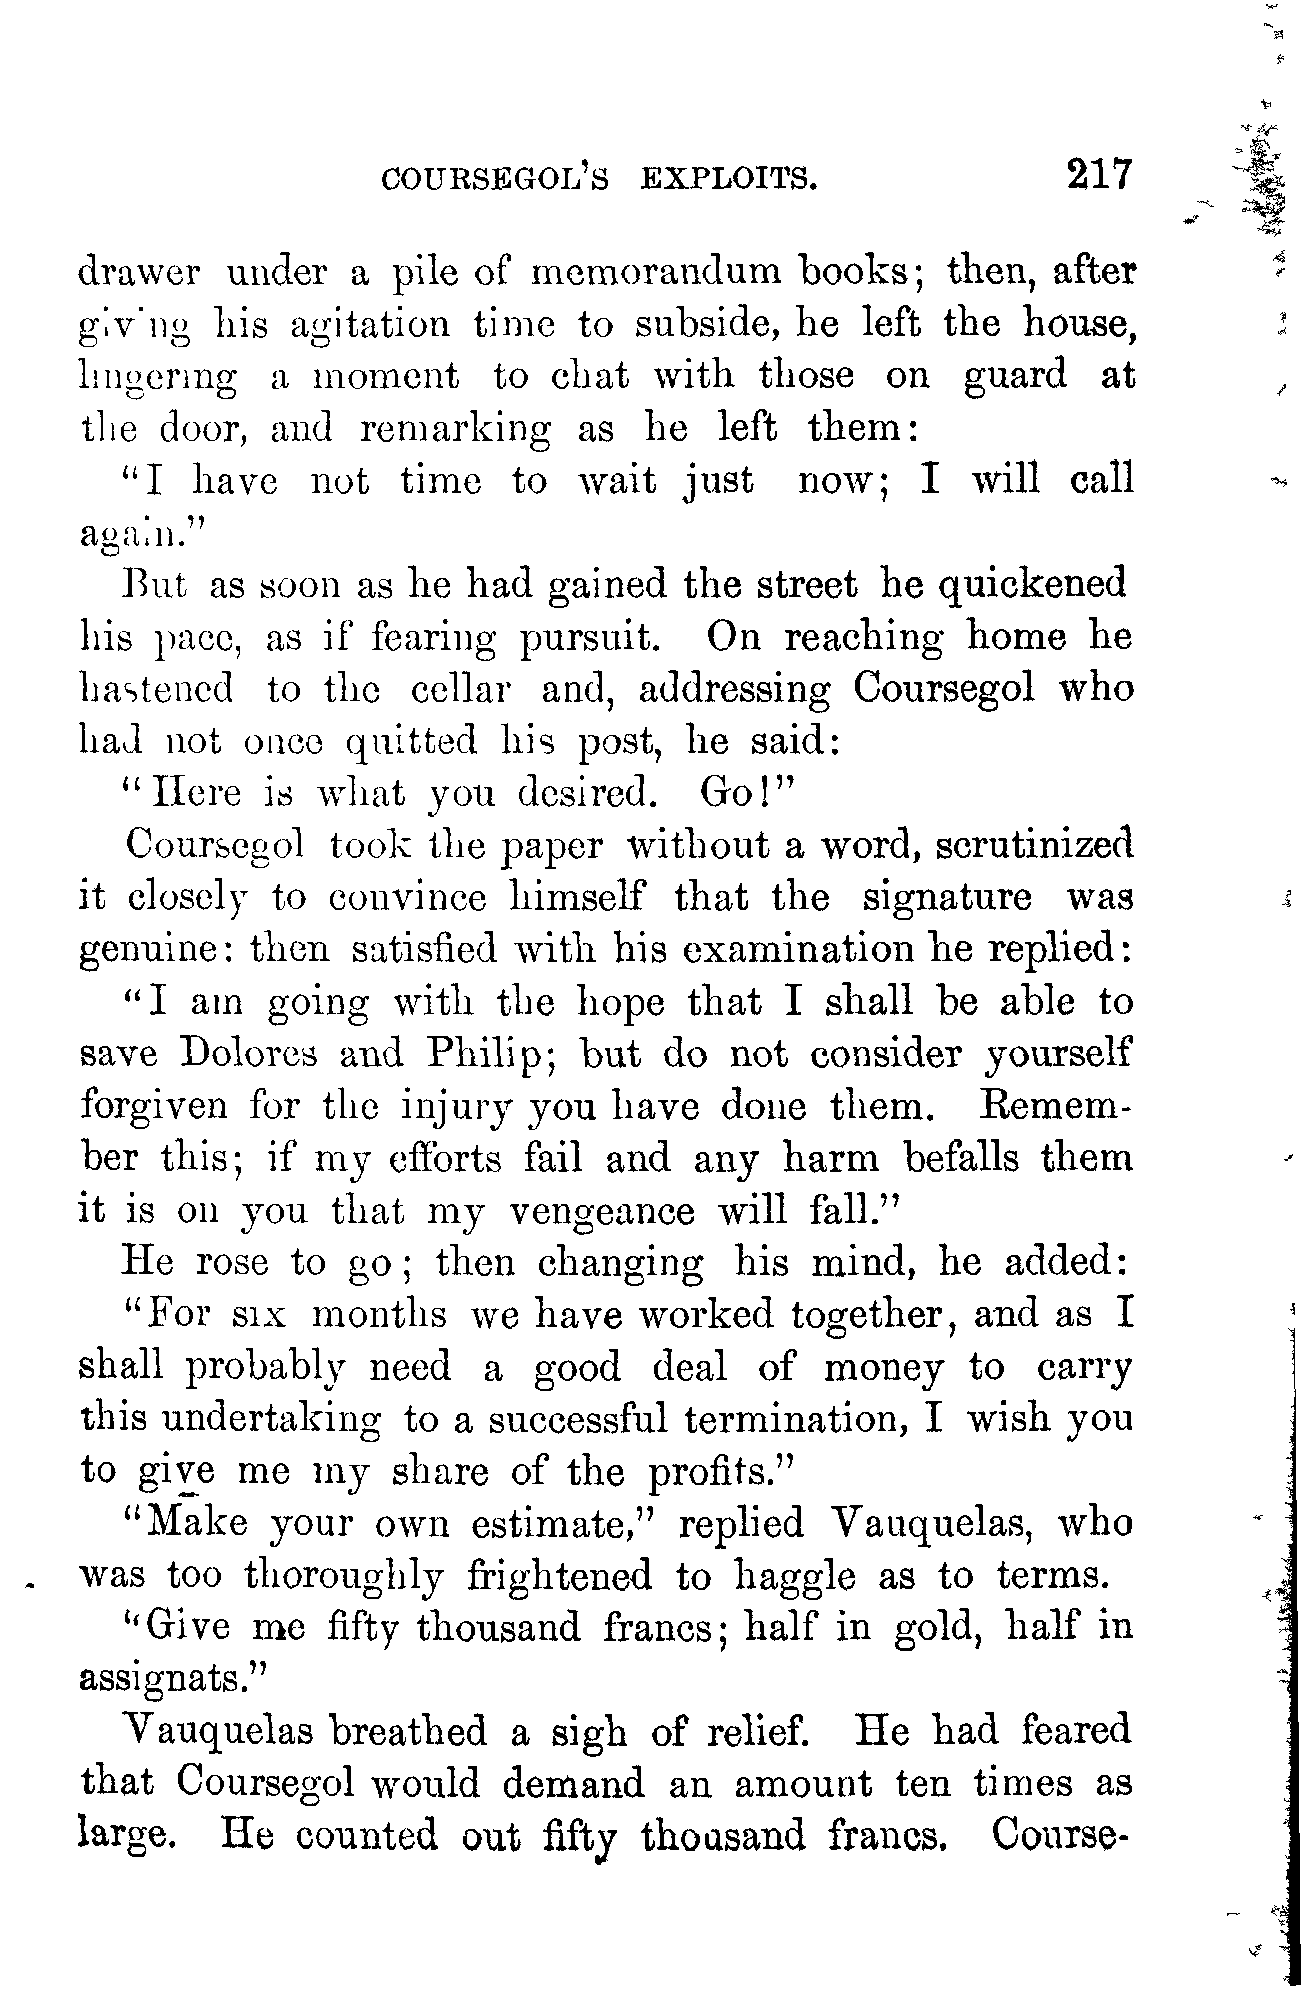 COURSEGOL'S EXPLOITS. 217
drawer under a pile of memorandum books; then, after
giving his agitation time to subside, he left the house,
lingering a moment to chat with those on guard at
the door, and remarking as he left them:
"I have not time to wait just now; I will call
again."
But as soon as he had gained the street he quickened
his pace, as if fearing pursuit. On reaching home he
hastened to the cellar and, addressing Coursegol who
had not once quitted his post, he said:
"Here is what you desired. Go!"
Coursegol took the paper without a word, scrutinized
it closely to convince himself that the signature was
genuine: then satisfied with his examination he replied:
"I am going with the hope that I shall be able to
save Dolores and Philip; but do not consider yourself
forgiven for the injury you have done them. Remem-
ber this; if my efforts fail and any harm befalls them
it is on you that my vengeance will fall."
He rose to go; then changing his mind, he added:
"For six months we have worked together, and as I
shall probably need a good deal of money to carry
this undertaking to a successful termination, I wish you
to give me my share of the profits."
"Make your own estimate," replied Vauquelas, who
was too thoroughly frightened to haggle as to terms.
"Give me fifty thousand francs; half in gold, half in
assignats."
Vauquelas breathed a sigh of relief. He had feared
that Coursegol would demand an amount ten times as
large. He counted out fifty thousand francs. Course-